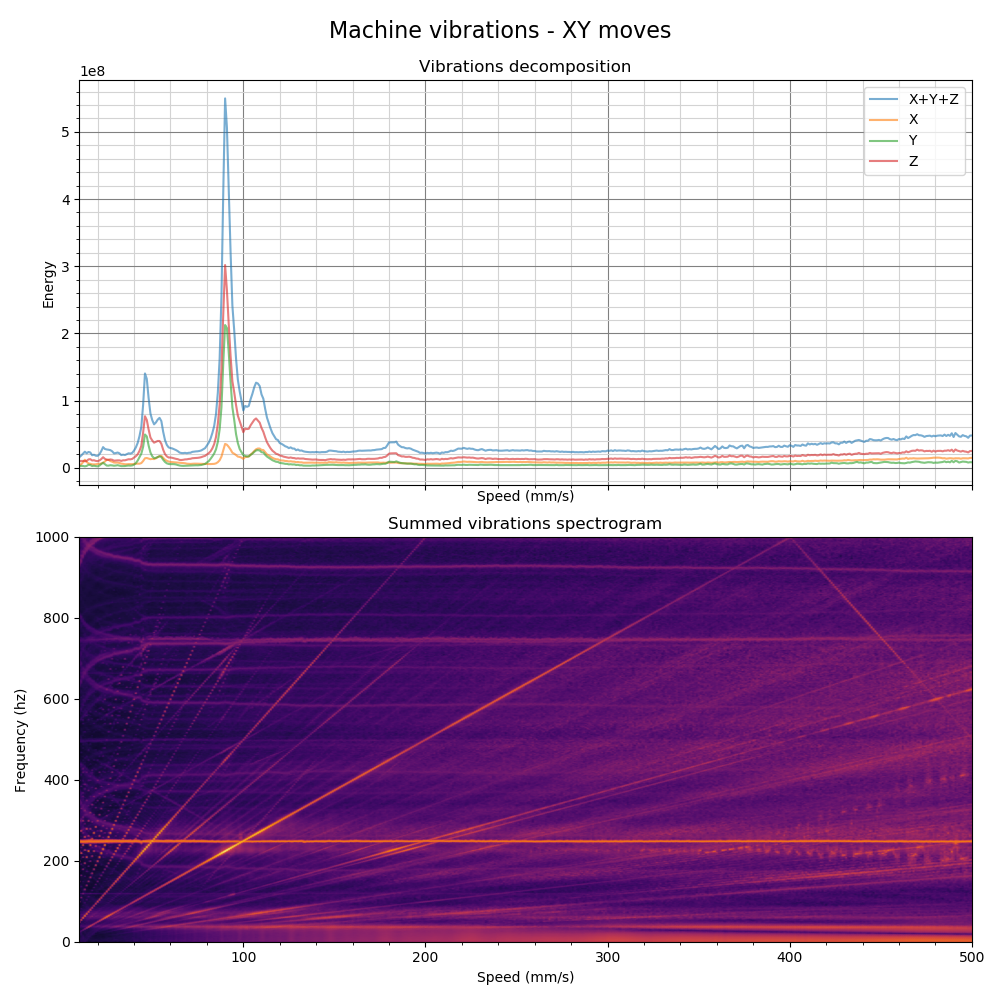 Machine vibrations - XY moves
Vibrations decomposition
1e8
X+Y+Z
X
Y
Z
5
4
3
2
1
0
Energy
Speed (mm/s)
Summed vibrations spectrogram
1000
800
600
400
200
0
Frequency (hz)
100 200 300 400 500
Speed (mm/s)